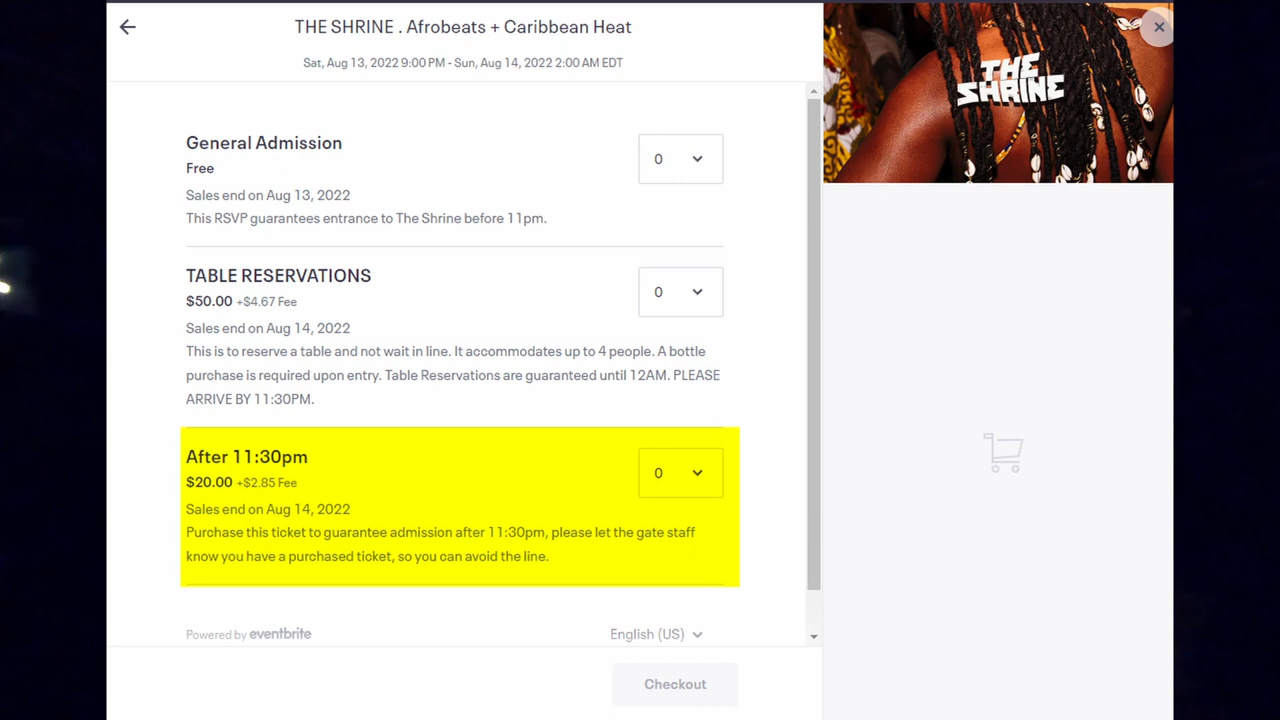 THE SHRINE . Afrobeats + Caribbean Heat
Sat, Aug 13, 2022 9:00 PM - Sun, Aug 14, 2022 2:00 AM EDT
THE
SHRINE
General Admission
0
Free
Sales end on Aug 13, 2022
This RSVP guarantees entrance to The Shrine before 11pm.
TABLE RESERVATIONS
0
$50.00 +$4.67 Fee
Sales end on Aug 14, 2022
This is to reserve a table and not wait in line. It accommodates up to 4 people. A bottle
purchase is required upon entry. Table Reservations are guaranteed until 12AM. PLEASE
ARRIVE BY 11:30PM.
After 11:30pm
0
$20.00 +$2.85 Fee
Sales end on Aug 14, 2022
Purchase this ticket to guarantee admission after 11:30pm, please let the gate staff
know you have a purchased ticket, so you can avoid the line.
Powered by eventbrite
English (US)
Checkout